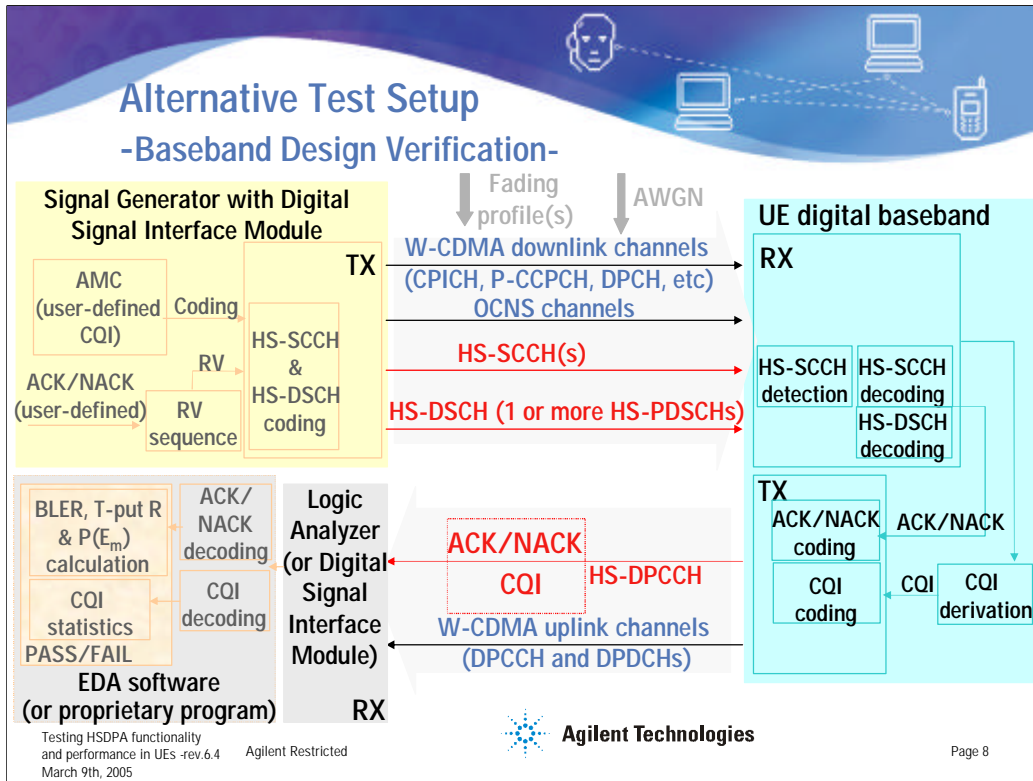 Alternative Test Setup
-Baseband Design Verification-
Signal Generator with Digital
Signal Interface Module
TX
AMC
(user-defined
CQI)
Coding
HS-SCCH
&
HS-DSCH
coding
ACK/NACK
(user-defined)
RV
RV
sequence
Fading
profile(s)
AWGN
W-CDMA downlink channels
(CPICH, P-CCPCH, DPCH, etc)
OCNS channels
HS-SCCH(s)
HS-DSCH (1 or more HS-PDSCHs)
UE digital baseband
RX
HS-SCCH
detection
HS-SCCH
decoding
HS-DSCH
decoding
TX
ACK/NACK
coding
ACK/NACK
CQI
coding
CQI
CQI
derivation
ACK/NACK
CQI
HS-DPCCH
W-CDMA uplink channels
(DPCCH and DPDCHs)
Logic
Analyzer
(or Digital
Signal
Interface
Module)
RX
BLER, T-put R
& P(Em)
calculation
ACK/
NACK
decoding
CQI
statistics
CQI
decoding
PASS/FAIL
EDA software
(or proprietary program)
Testing HSDPA functionality
and performance in UEs -rev.6.4
March 9th, 2005
Agilent Restricted
Agilent Technologies
Page 8